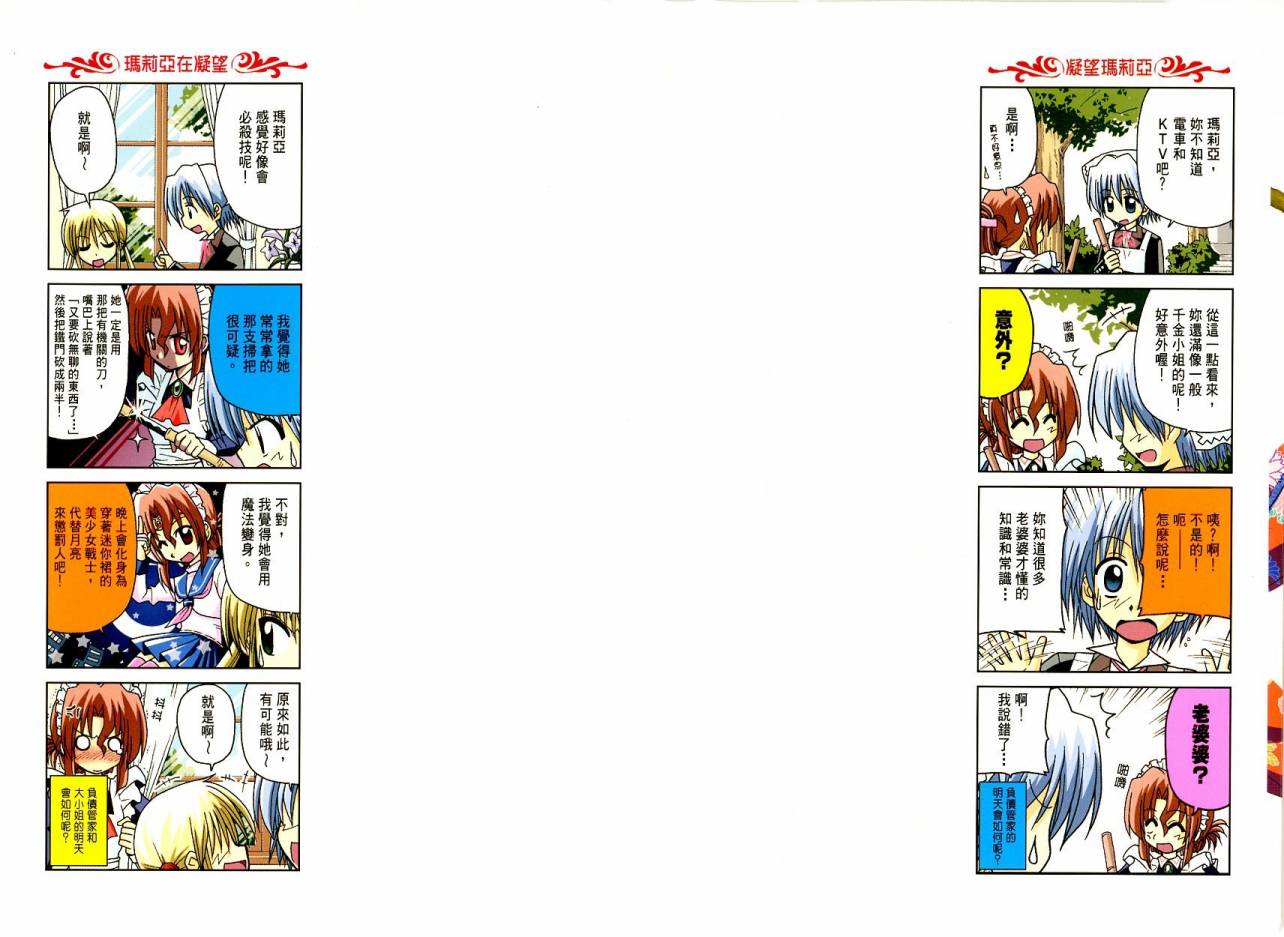 凝望瑪莉亞
瑪莉亞，
妳不知道
電車和
KTV吧？
是啊…
真不好意思…
從這一點看來，
妳還滿像一般
千金小姐的呢！
好意外喔！
啪嘰
意外？
咦？啊！
不是的！
呃——
怎麼說呢…
妳知道很多
老婆婆才懂的
知識和常識…
老婆婆？
啪嘰
啊！
我說錯了…
負債管家的
明天會如何呢？
瑪莉亞在凝望
瑪莉亞
感覺好像會
必殺技呢！
就是啊～
我覺得她
常常拿的
那支掃把
很可疑。
她一定是用
那把有機關的刀，
嘴巴上說著
「又要砍無聊的東西了…」
然後把鐵門砍成兩半！
不對，
我覺得她會用
魔法變身。
晚上會化身為
穿著迷你裙的
美少女戰士，
代替月亮
來懲罰人吧！
原來如此，
有可能哦～
就是啊～
負債管家和
大小姐的明天
會如何呢？